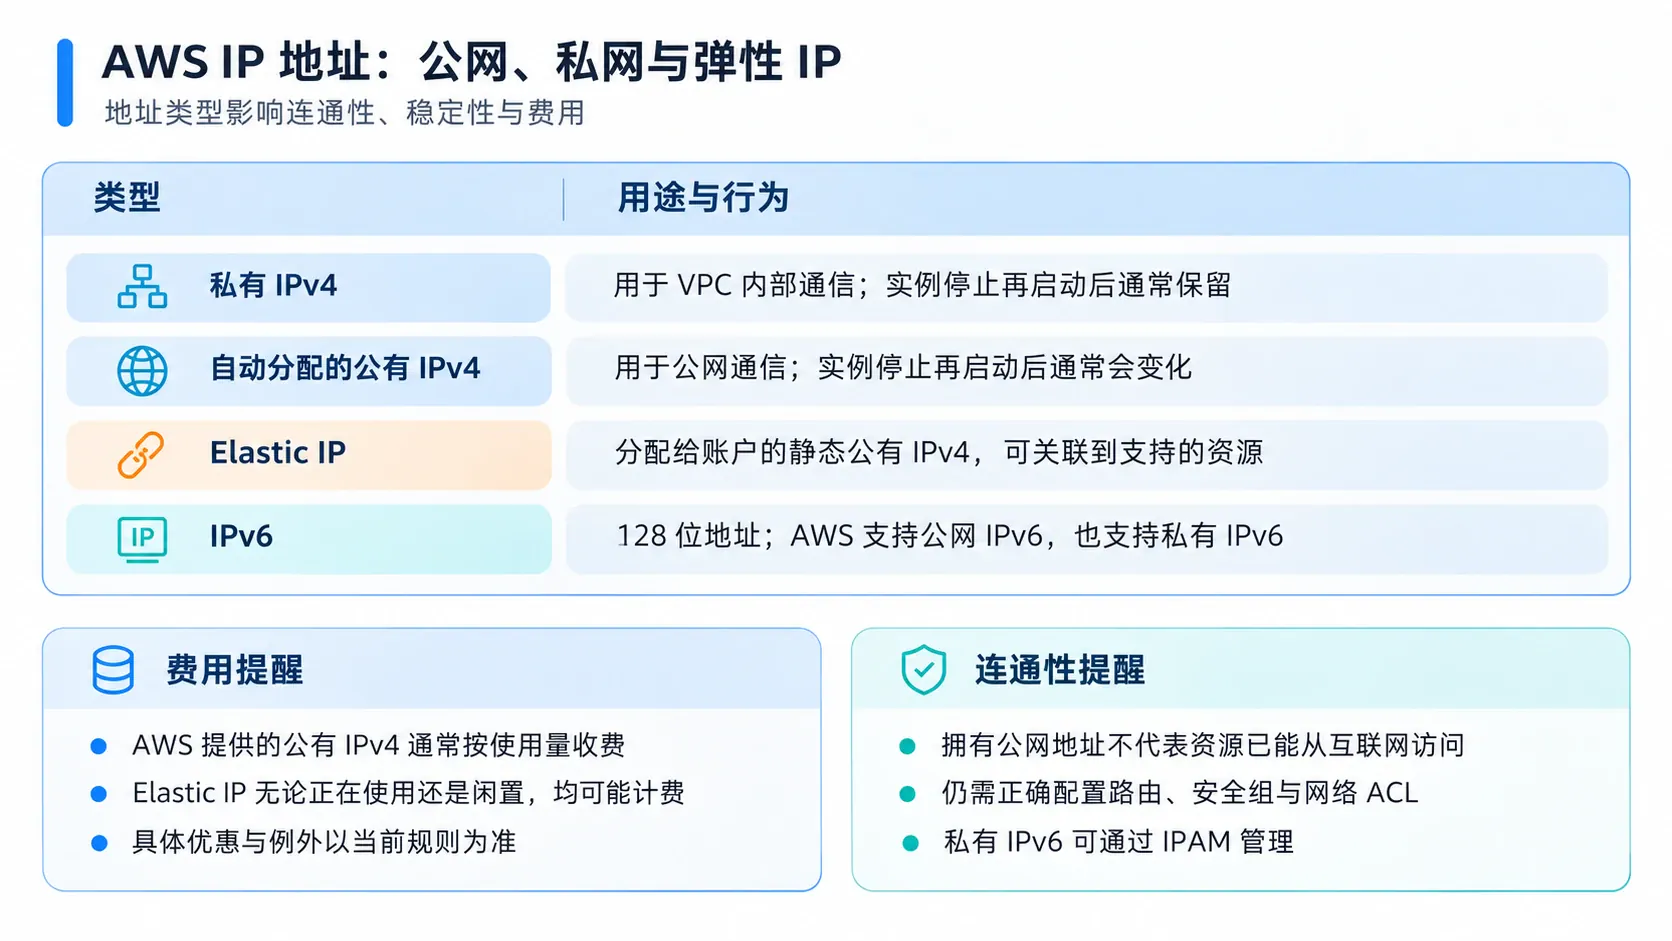 AWS IP 地址：公网、私网与弹性 IP
地址类型影响连通性、稳定性与费用
类型
用途与行为
私有 IPv4
用于 VPC 内部通信；实例停止再启动后通常保留
自动分配的公有 IPv4
用于公网通信；实例停止再启动后通常会变化
Elastic IP
分配给账户的静态公有 IPv4，可关联到支持的资源
IP
IPv6
128 位地址；AWS 支持公网 IPv6，也支持私有 IPv6
费用提醒
AWS 提供的公有 IPv4 通常按使用量收费
Elastic IP 无论正在使用还是闲置，均可能计费
具体优惠与例外以当前规则为准
连通性提醒
拥有公网地址不代表资源已能从互联网访问
仍需正确配置路由、安全组与网络 ACL
私有 IPv6 可通过 IPAM 管理